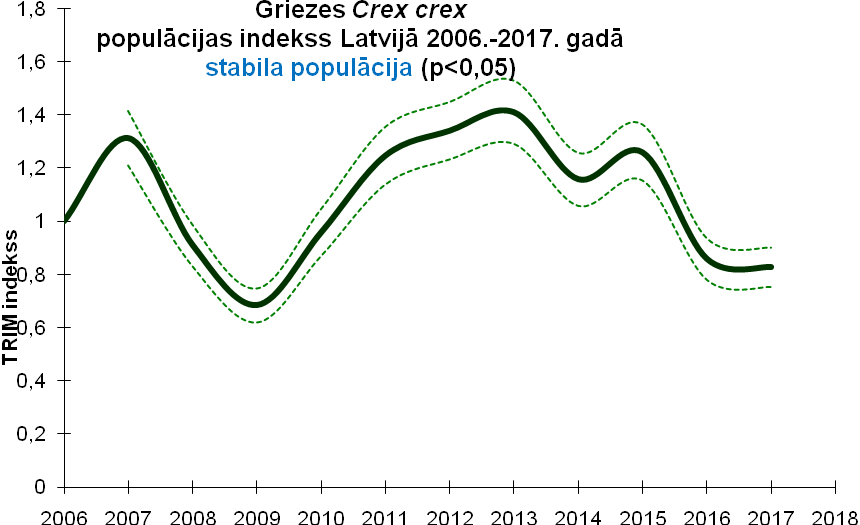 Griezes Crex crex
populācijas indekss Latvijā 2006.-2017. gadā
stabila populācija (p<0,05)
TRIM indekss
1,8
1,6
1,4
1,2
1
0,8
0,6
0,4
0,2
0
2006 2007 2008 2009 2010 2011 2012 2013 2014 2015 2016 2017 2018